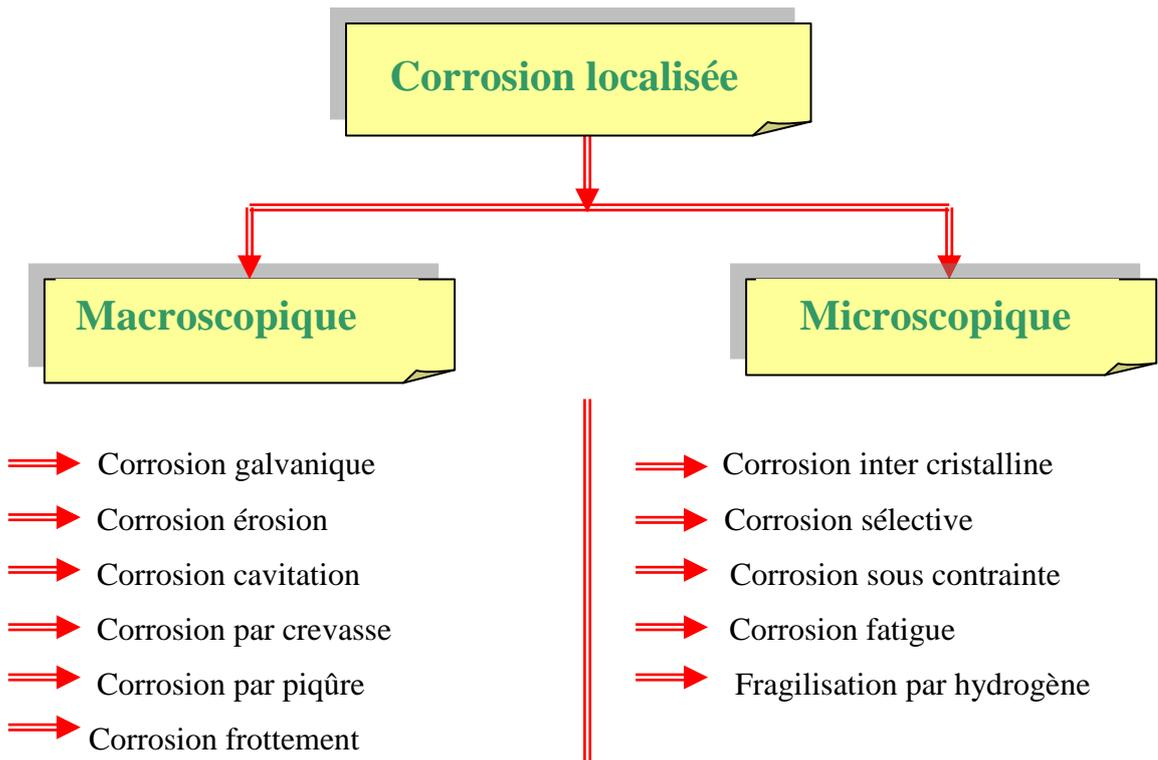 Corrosion localisée
Macroscopique
Microscopique
Corrosion galvanique
Corrosion érosion
Corrosion cavitation
Corrosion par crevasse
Corrosion par piqûre
Corrosion frottement
Corrosion inter cristalline
Corrosion sélective
Corrosion sous contrainte
Corrosion fatigue
Fragilisation par hydrogène